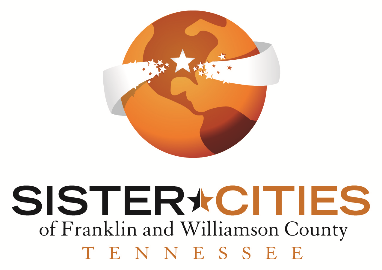 SISTER★CITIES
of Franklin and Williamson County
TENNESSEE